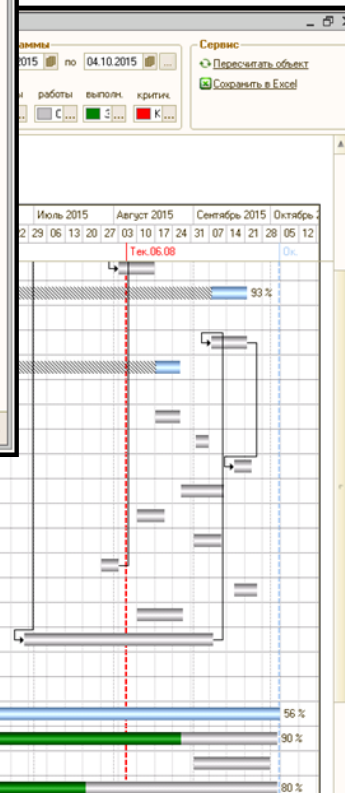 2015 по 04.10.2015 ...
Сервис
Пересчитать объект
Сохранить в Excel
работы выполн. критич.
С ... З ... К ...
Июль 2015 Август 2015 Сентябрь 2015 Октябрь 2
22 29 06 13 20 27 03 10 17 24 31 07 14 21 28 05 12
Тек.06.08 Ок.
93 %
56 %
90 %
80 %